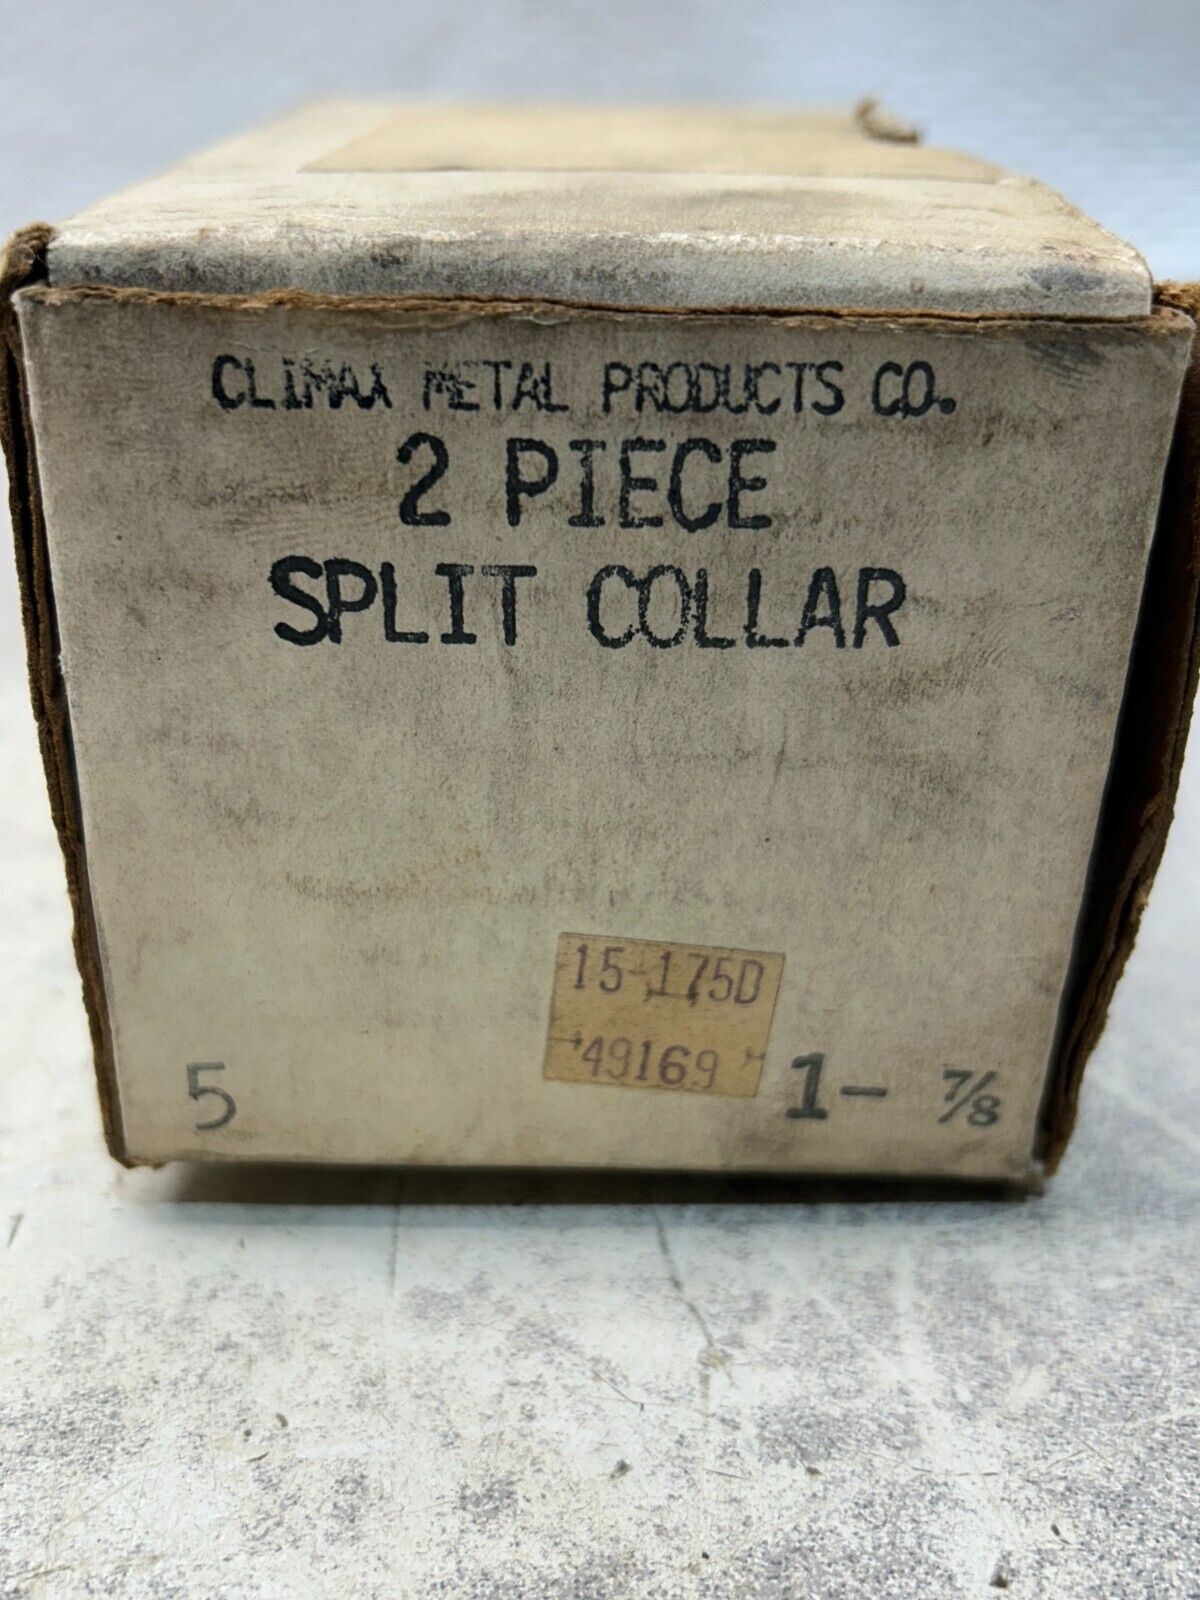 CLIMAX METAL PRODUCTS CO.
2 PIECE
SPLIT COLLAR
15-175D
49169
5
1- 7/8